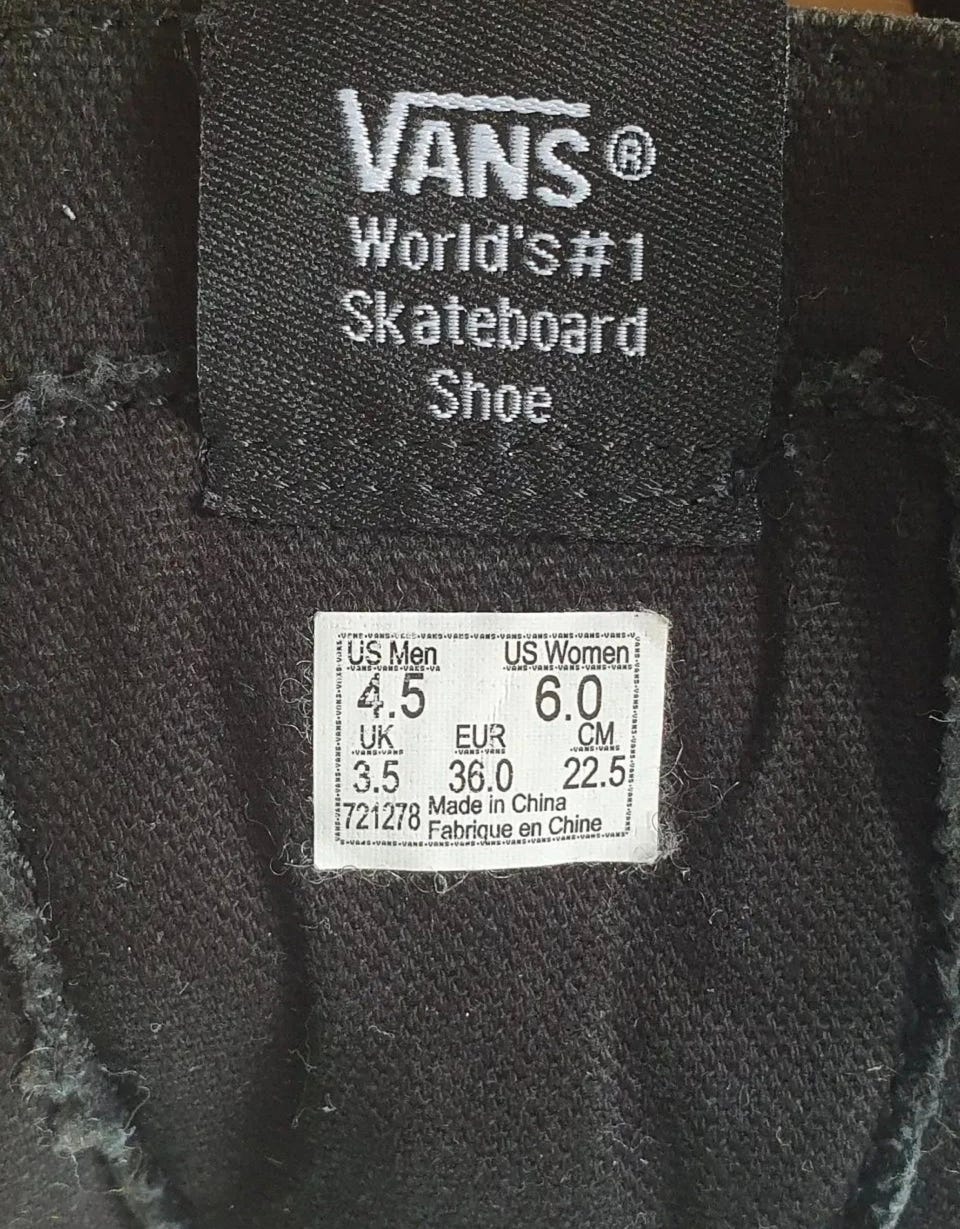 VANS®
World's #1
Skateboard
Shoe
US Men US Women
4.5 6.0
UK EUR CM
3.5 36.0 22.5
721278 Made in China
Fabrique en Chine